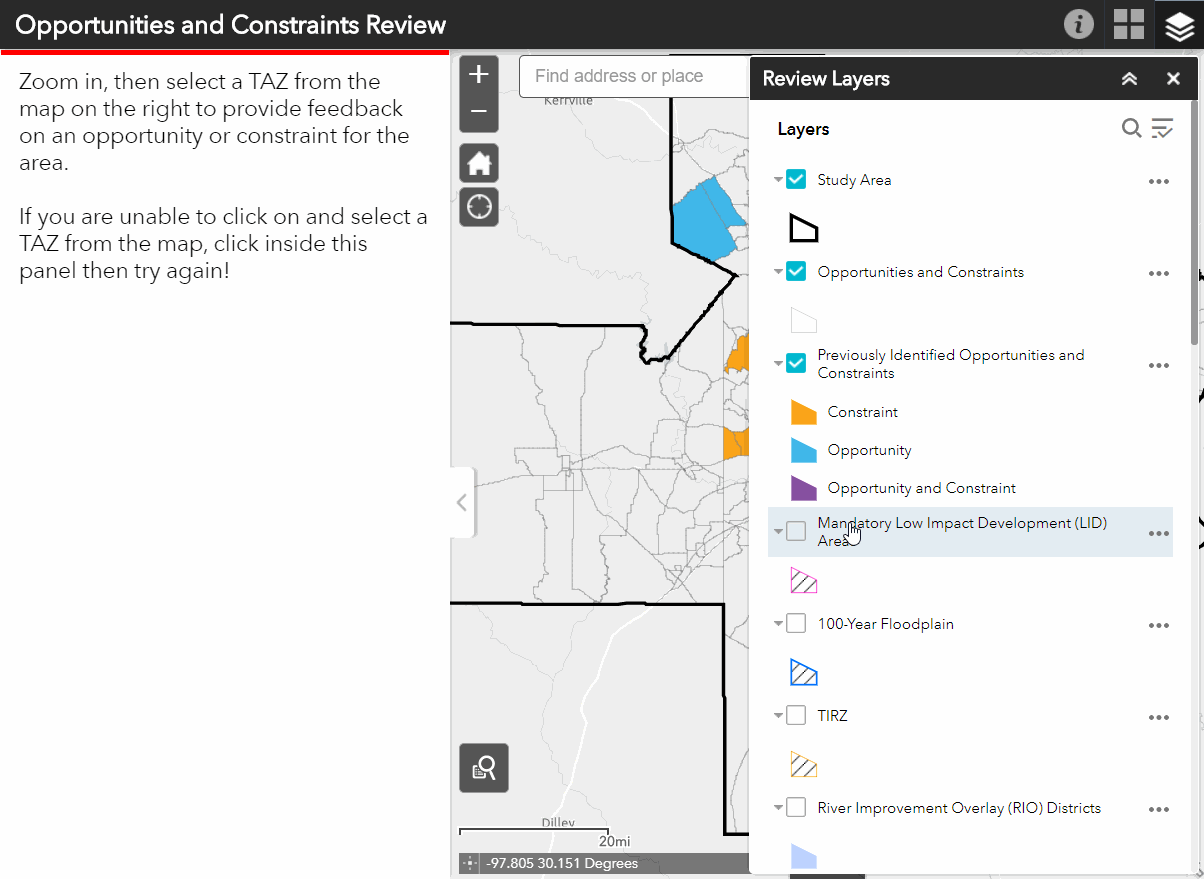 Opportunities and Constraints Review
Zoom in, then select a TAZ from the
map on the right to provide feedback
on an opportunity or constraint for the
area.
If you are unable to click on and select a
TAZ from the map, click inside this
panel then try again!
+
Find address or place
−
Kerrville
Dilley
20mi
-97.805 30.151 Degrees
Review Layers
Layers
Study Area
Opportunities and Constraints
Previously Identified Opportunities and
Constraints
Constraint
Opportunity
Opportunity and Constraint
Mandatory Low Impact Development (LID)
Area
100-Year Floodplain
TIRZ
River Improvement Overlay (RIO) Districts